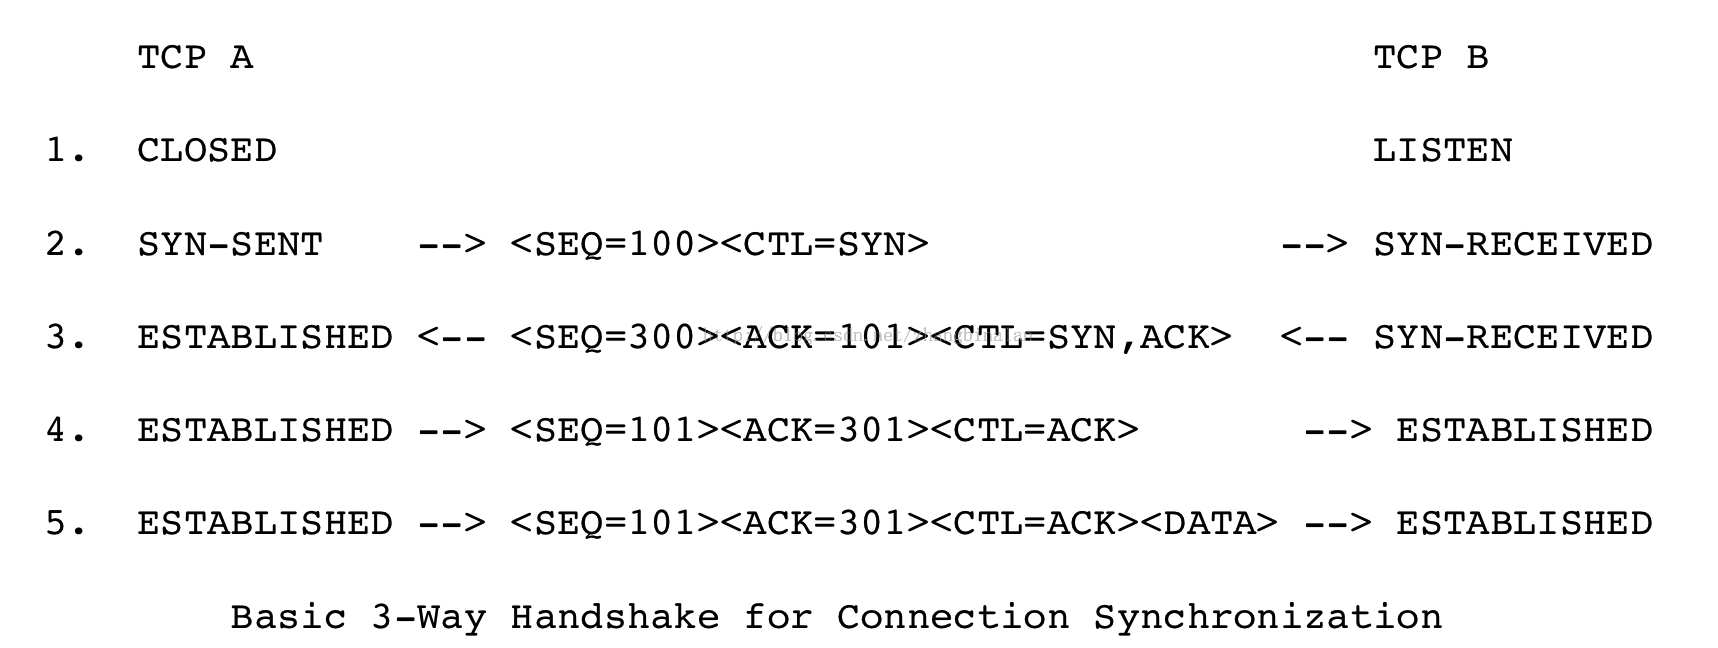 TCP A TCP B
1. CLOSED LISTEN
2. SYN-SENT --> <SEQ=100><CTL=SYN> --> SYN-RECEIVED
3. ESTABLISHED <-- <SEQ=300><ACK=101><CTL=SYN,ACK> <-- SYN-RECEIVED
4. ESTABLISHED --> <SEQ=101><ACK=301><CTL=ACK> --> ESTABLISHED
5. ESTABLISHED --> <SEQ=101><ACK=301><CTL=ACK><DATA> --> ESTABLISHED
Basic 3-Way Handshake for Connection Synchronization